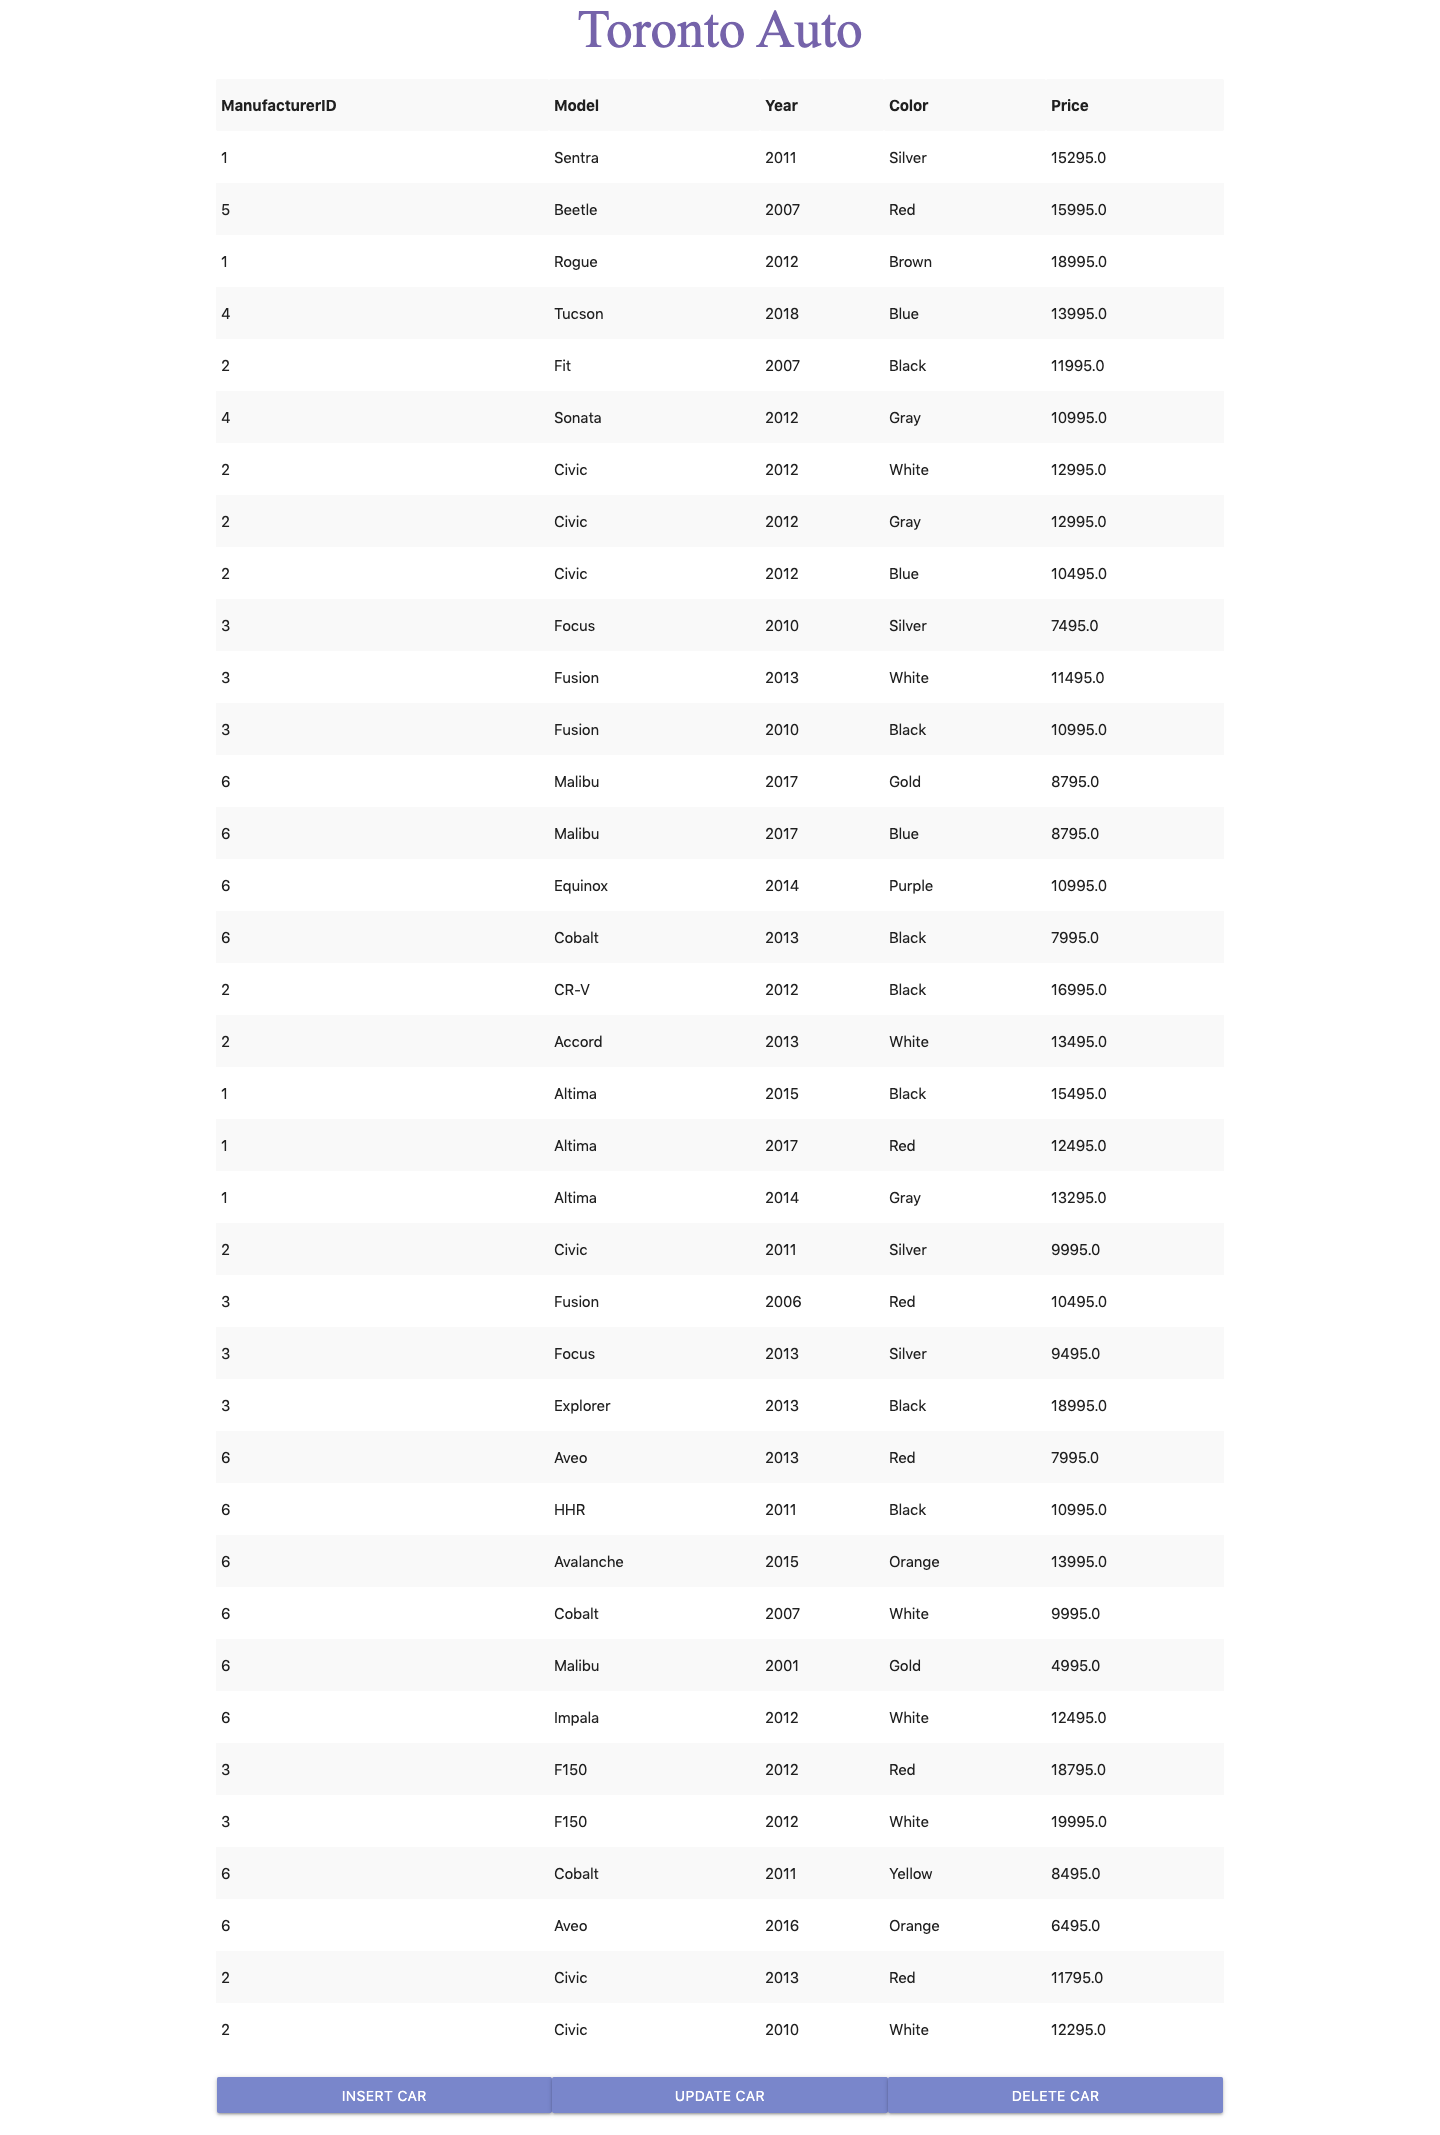 Toronto Auto
ManufacturerID Model Year Color Price
1 Sentra 2011 Silver 15295.0
5 Beetle 2007 Red 15995.0
1 Rogue 2012 Brown 18995.0
4 Tucson 2018 Blue 13995.0
2 Fit 2007 Black 11995.0
4 Sonata 2012 Gray 10995.0
2 Civic 2012 White 12995.0
2 Civic 2012 Gray 12995.0
2 Civic 2012 Blue 10495.0
3 Focus 2010 Silver 7495.0
3 Fusion 2013 White 11495.0
3 Fusion 2010 Black 10995.0
6 Malibu 2017 Gold 8795.0
6 Malibu 2017 Blue 8795.0
6 Equinox 2014 Purple 10995.0
6 Cobalt 2013 Black 7995.0
2 CR-V 2012 Black 16995.0
2 Accord 2013 White 13495.0
1 Altima 2015 Black 15495.0
1 Altima 2017 Red 12495.0
1 Altima 2014 Gray 13295.0
2 Civic 2011 Silver 9995.0
3 Fusion 2006 Red 10495.0
3 Focus 2013 Silver 9495.0
3 Explorer 2013 Black 18995.0
6 Aveo 2013 Red 7995.0
6 HHR 2011 Black 10995.0
6 Avalanche 2015 Orange 13995.0
6 Cobalt 2007 White 9995.0
6 Malibu 2001 Gold 4995.0
6 Impala 2012 White 12495.0
3 F150 2012 Red 18795.0
3 F150 2012 White 19995.0
6 Cobalt 2011 Yellow 8495.0
6 Aveo 2016 Orange 6495.0
2 Civic 2013 Red 11795.0
2 Civic 2010 White 12295.0
INSERT CAR UPDATE CAR DELETE CAR